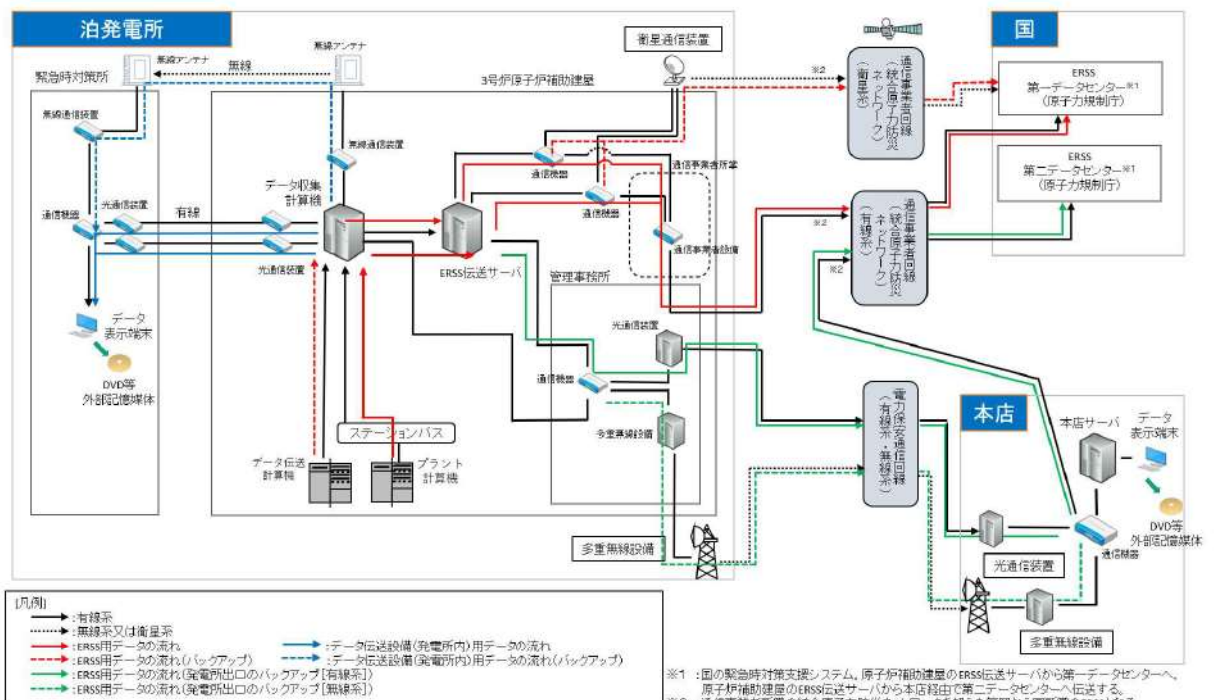 泊発電所
国
衛星通信装置
無線アンテナ
無線アンテナ
無線
緊急時対策所
3号炉原子炉補助建屋
※2
通信事業者回線
(統合原子力防災
ネットワーク)
(衛星系)
ERSS
第一データセンター※1
(原子力規制庁)
ERSS
第二データセンター※1
(原子力規制庁)
無線通信装置
無線通信装置
通信機器
通信事業者所掌
データ収集
計算機
通信機器
光通信装置
有線
通信機器
通信事業者設備
※2
通信事業者回線
(統合原子力防災
ネットワーク)
(有線系)
※2
光通信装置
ERSS伝送サーバ
管理事務所
データ
表示端末
光通信装置
DVD等
外部記憶媒体
通信機器
電力保安通信回線
(有線系・無線系)
本店
本店サーバ
データ
表示端末
ステーションバス
多重無線設備
データ伝送
計算機
プラント
計算機
DVD等
外部記憶媒体
通信機器
多重無線設備
光通信装置
多重無線設備
[凡例]
:有線系
:無線系又は衛星系
:ERSS用データの流れ
:データ伝送設備(発電所内)用データの流れ
:ERSS用データの流れ(バックアップ)
:データ伝送設備(発電所内)用データの流れ(バックアップ)
:ERSS用データの流れ(発電所出口のバックアップ[有線系])
:ERSS用データの流れ(発電所出口のバックアップ[無線系])
※1 :国の緊急時対策支援システム。原子炉補助建屋のERSS伝送サーバから第一データセンターへ、
原子炉補助建屋のERSS伝送サーバから本店経由で第二データセンターへ伝送する。